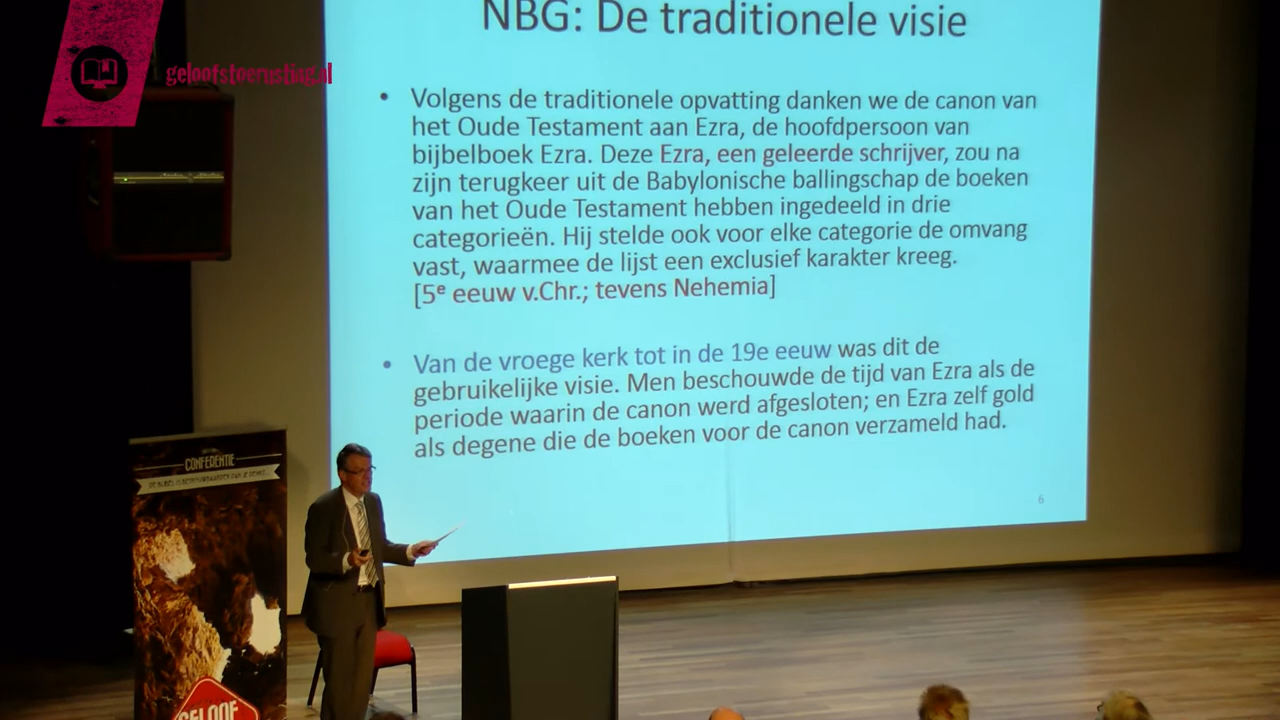 geloofstoerusting.nl
NBG: De traditionele visie
• Volgens de traditionele opvatting danken we de canon van
het Oude Testament aan Ezra, de hoofdpersoon van
bijbelboek Ezra. Deze Ezra, een geleerde schrijver, zou na
zijn terugkeer uit de Babylonische ballingschap de boeken
van het Oude Testament hebben ingedeeld in drie
categorieën. Hij stelde ook voor elke categorie de omvang
vast, waarmee de lijst een exclusief karakter kreeg.
[5e eeuw v.Chr.; tevens Nehemia]
• Van de vroege kerk tot in de 19e eeuw was dit de
gebruikelijke visie. Men beschouwde de tijd van Ezra als de
periode waarin de canon werd afgesloten; en Ezra zelf gold
als degene die de boeken voor de canon verzameld had.
6
CONFERENTIE
GELOOF